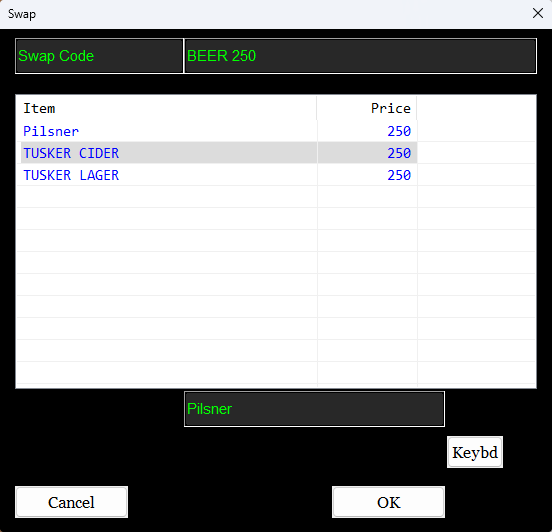 Swap
Swap Code BEER 250
Item Price
Pilsner 250
TUSKER CIDER 250
TUSKER LAGER 250
Pilsner
Keybd
Cancel OK